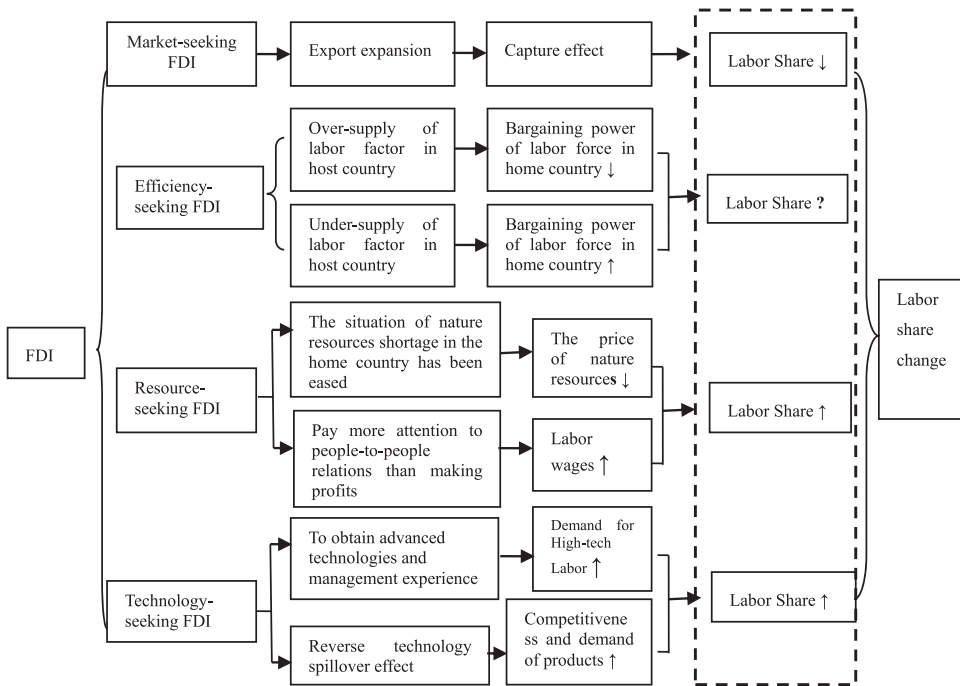 Market-seeking
FDI
Export expansion
Capture effect
Labor Share ↓
Over-supply of
labor factor in
host country
Bargaining power
of labor force in
home country ↓
Efficiency-
seeking FDI
Labor Share ?
Under-supply of
labor factor in
host country
Bargaining power
of labor force in
home country ↑
FDI
Labor
share
change
The situation of nature
resources shortage in the
home country has been
eased
The price
of nature
resources ↓
Resource-
seeking FDI
Labor Share ↑
Pay more attention to
people-to-people
relations than making
profits
Labor
wages ↑
To obtain advanced
technologies and
management experience
Demand for
High-tech
Labor ↑
Technology-
seeking FDI
Labor Share ↑
Reverse technology
spillover effect
Competitivene
ss and demand
of products ↑